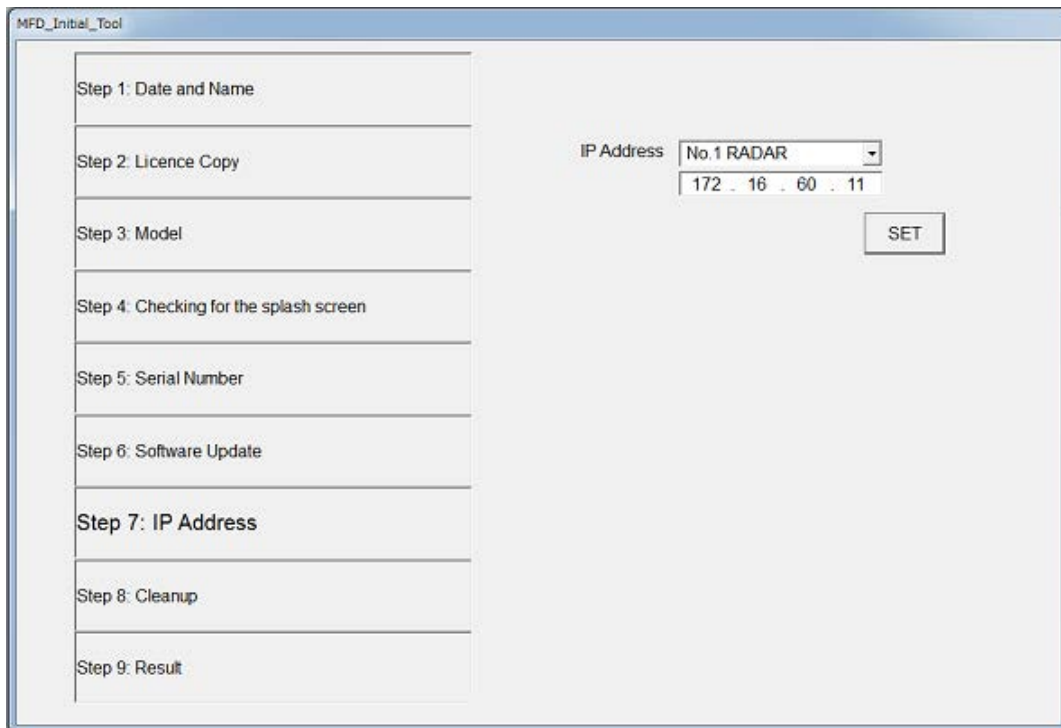 MFD_Initial_Tool
Step 1: Date and Name
Step 2: Licence Copy
Step 3: Model
Step 4: Checking for the splash screen
Step 5: Serial Number
Step 6: Software Update
Step 7: IP Address
Step 8: Cleanup
Step 9: Result
IP Address No.1 RADAR
172 . 16 . 60 . 11
SET